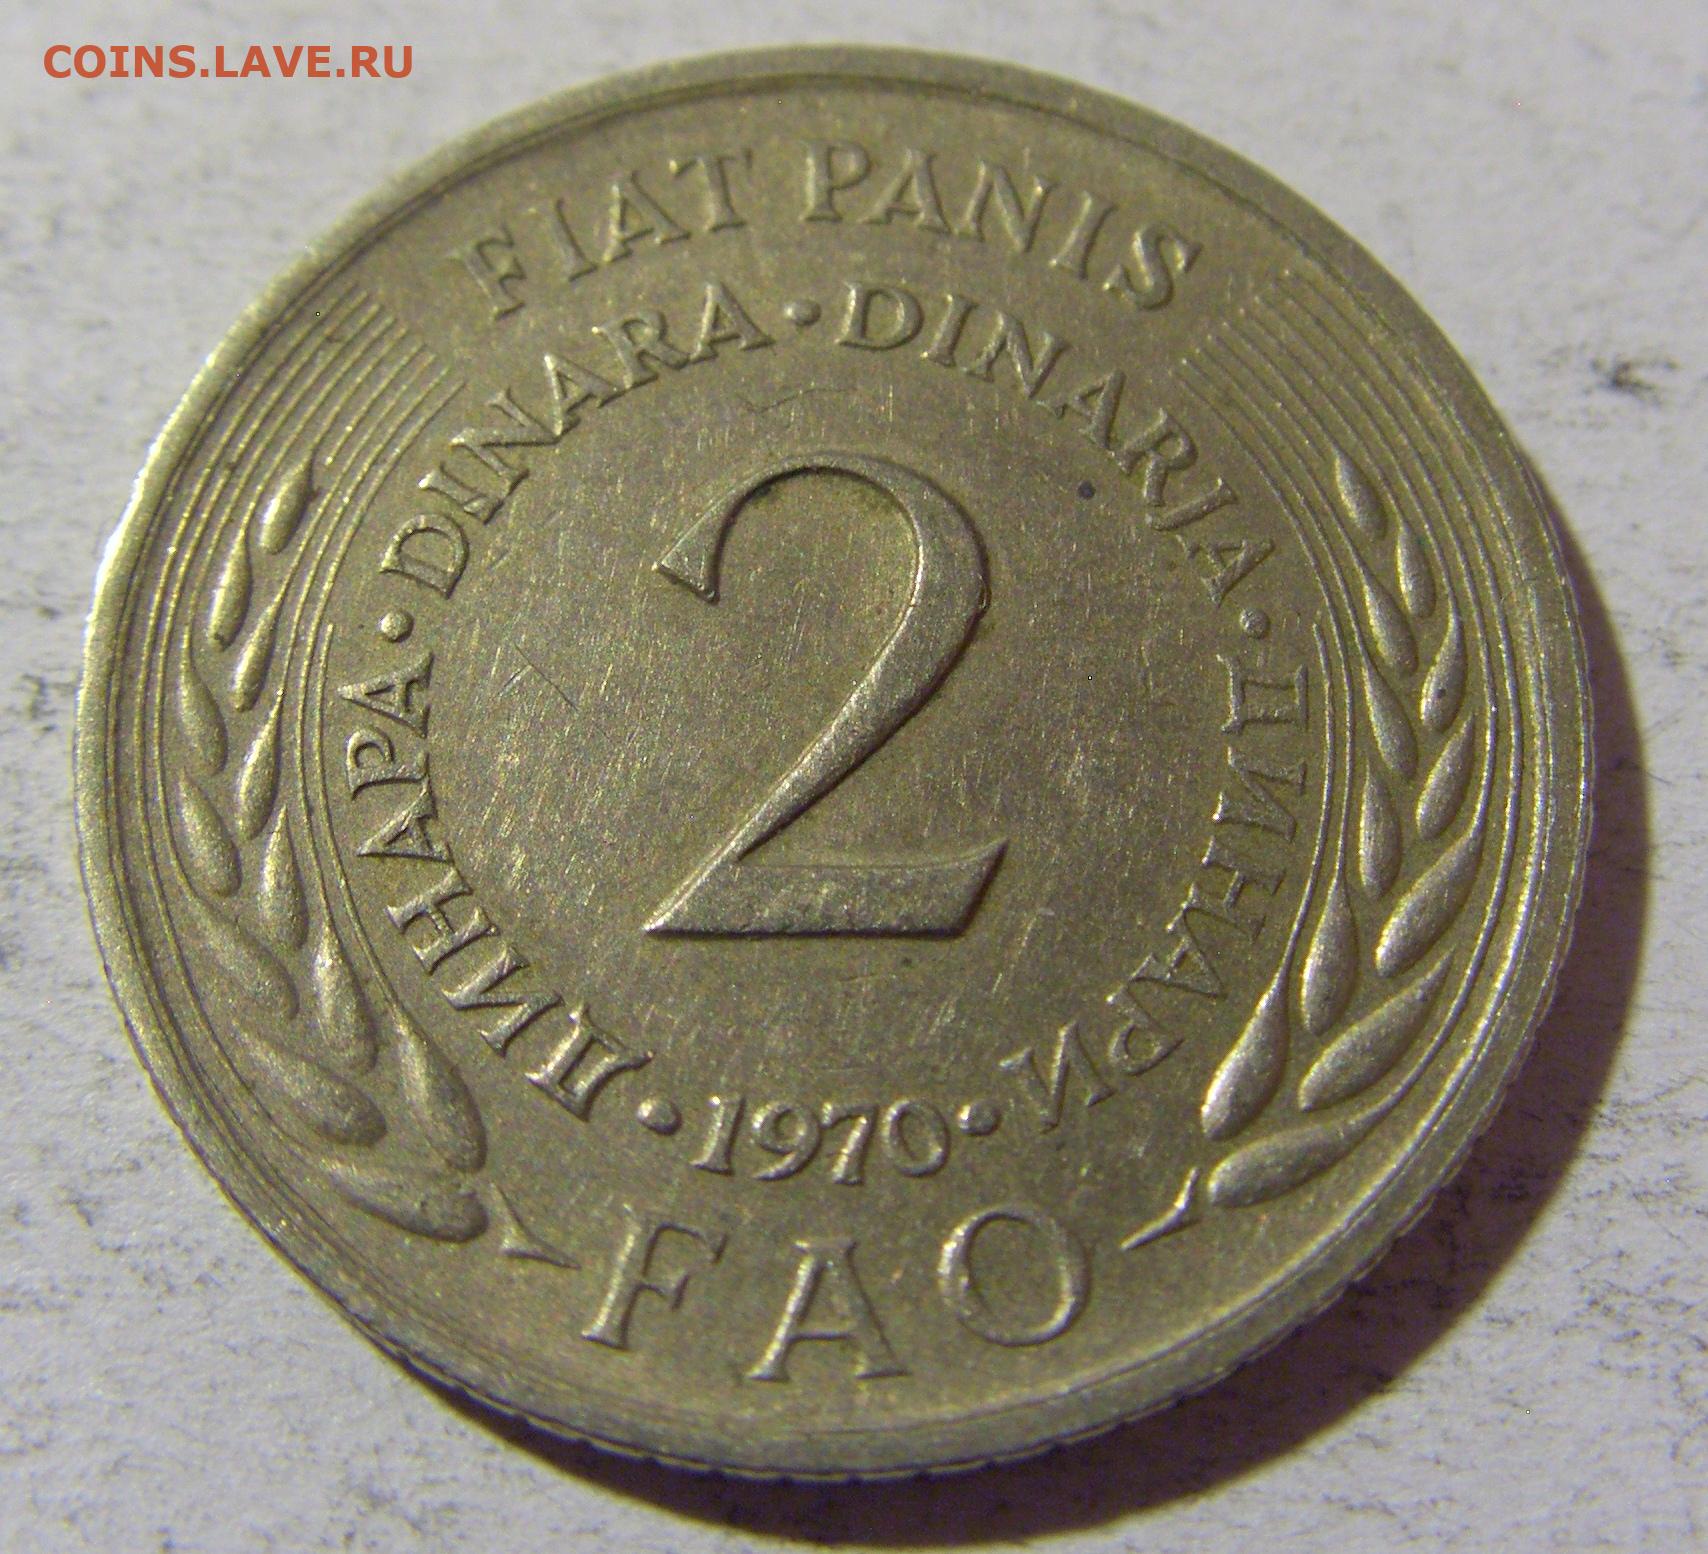 COINS.LAVE.RU
FIAT PANIS
ДИНАРА · DINARA · DINARJA · ДИНАРИ
2
· 1970 ·
FAO